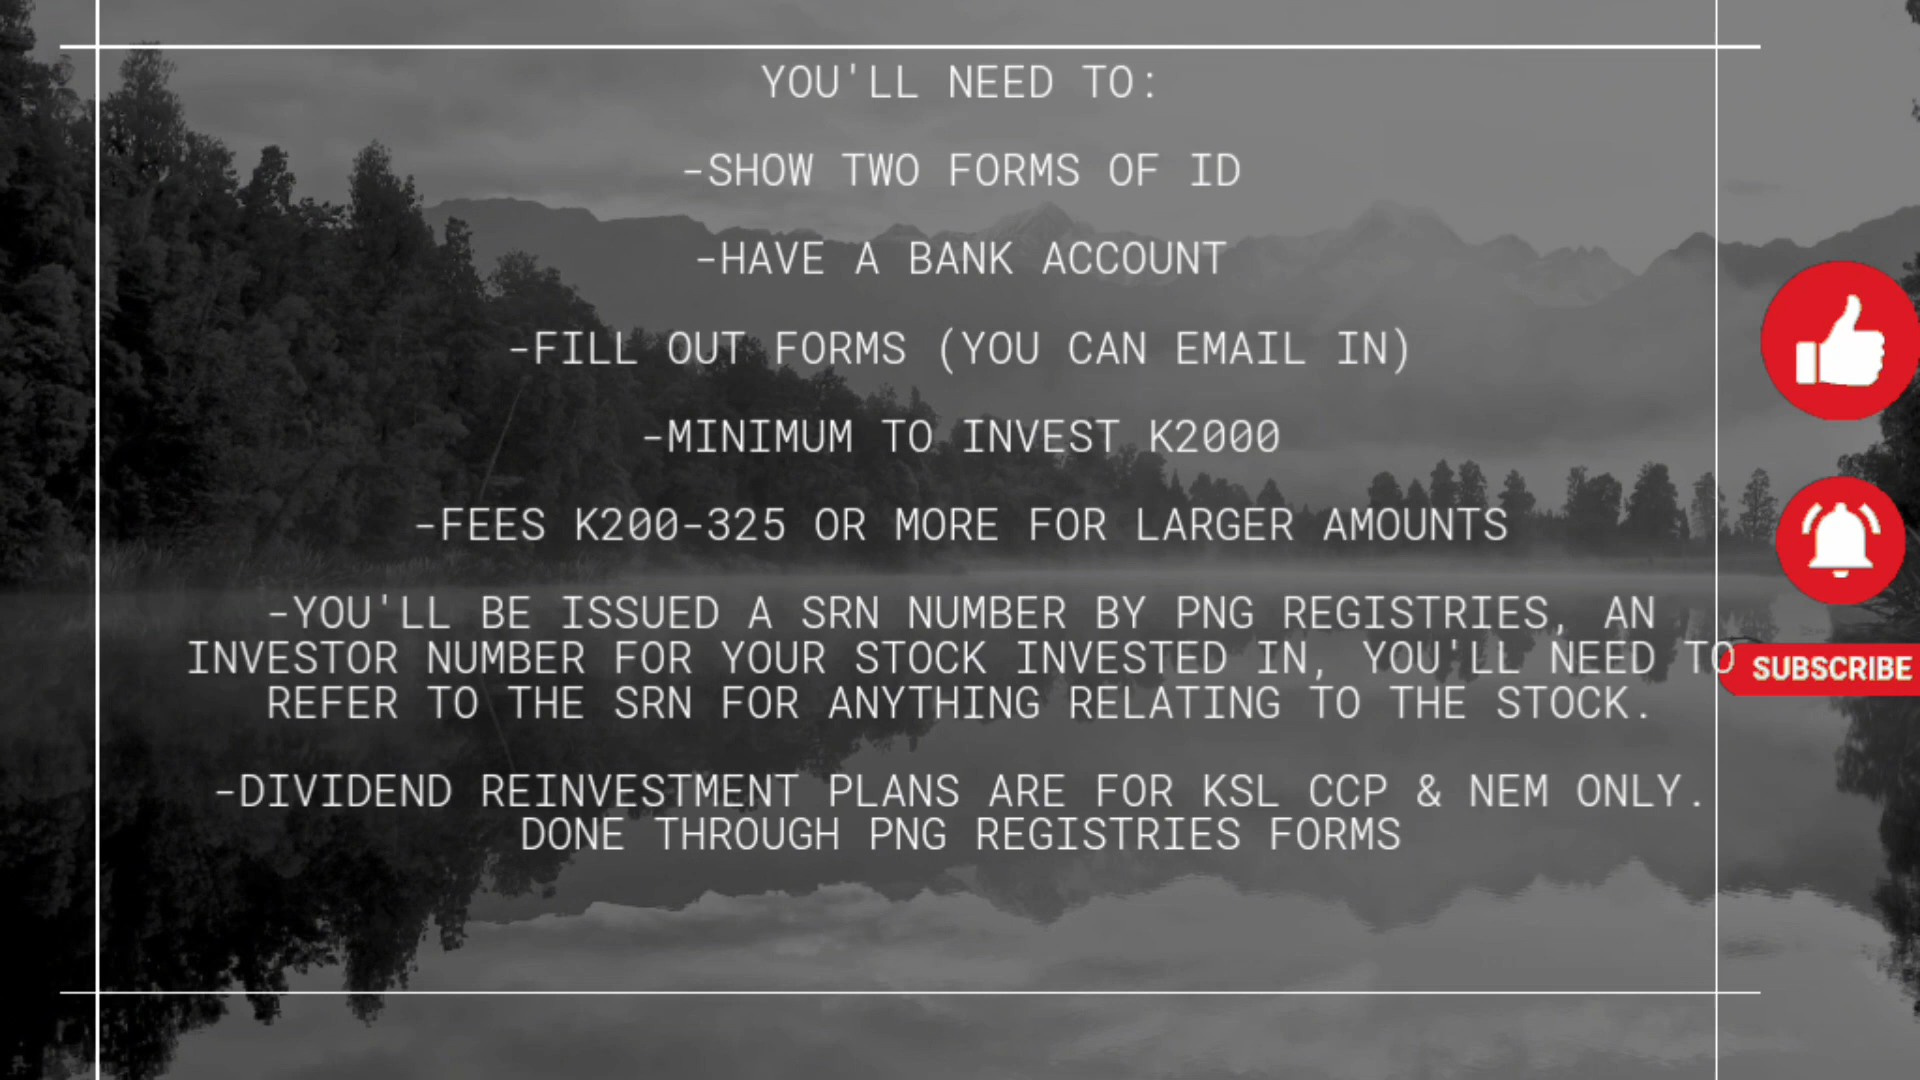 YOU'LL NEED TO:
-SHOW TWO FORMS OF ID
-HAVE A BANK ACCOUNT
-FILL OUT FORMS (YOU CAN EMAIL IN)
-MINIMUM TO INVEST K2000
-FEES K200-325 OR MORE FOR LARGER AMOUNTS
-YOU'LL BE ISSUED A SRN NUMBER BY PNG REGISTRIES, AN
INVESTOR NUMBER FOR YOUR STOCK INVESTED IN, YOU'LL NEED TO
REFER TO THE SRN FOR ANYTHING RELATING TO THE STOCK.
-DIVIDEND REINVESTMENT PLANS ARE FOR KSL CCP & NEM ONLY.
DONE THROUGH PNG REGISTRIES FORMS
SUBSCRIBE